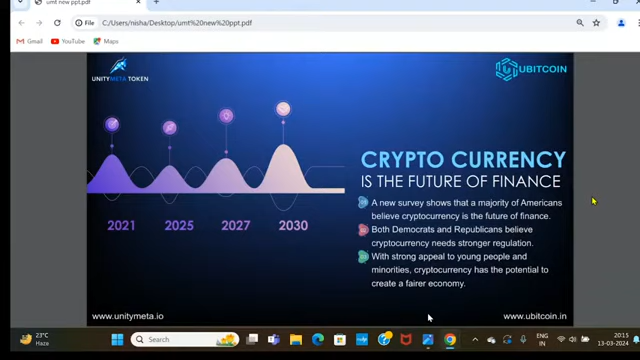 umt new ppt.pdf
File C:/Users/nisha/Desktop/umt%20new%20ppt.pdf
Gmail YouTube Maps
UNITYMETA TOKEN
UBITCOIN
CRYPTO CURRENCY
IS THE FUTURE OF FINANCE
A new survey shows that a majority of Americans
believe cryptocurrency is the future of finance.
Both Democrats and Republicans believe
cryptocurrency needs stronger regulation.
With strong appeal to young people and
minorities, cryptocurrency has the potential to
create a fairer economy.
2021 2025 2027 2030
www.unitymeta.io
www.ubitcoin.in
23°C
Haze
Search
ENG
IN
20:15
13-03-2024